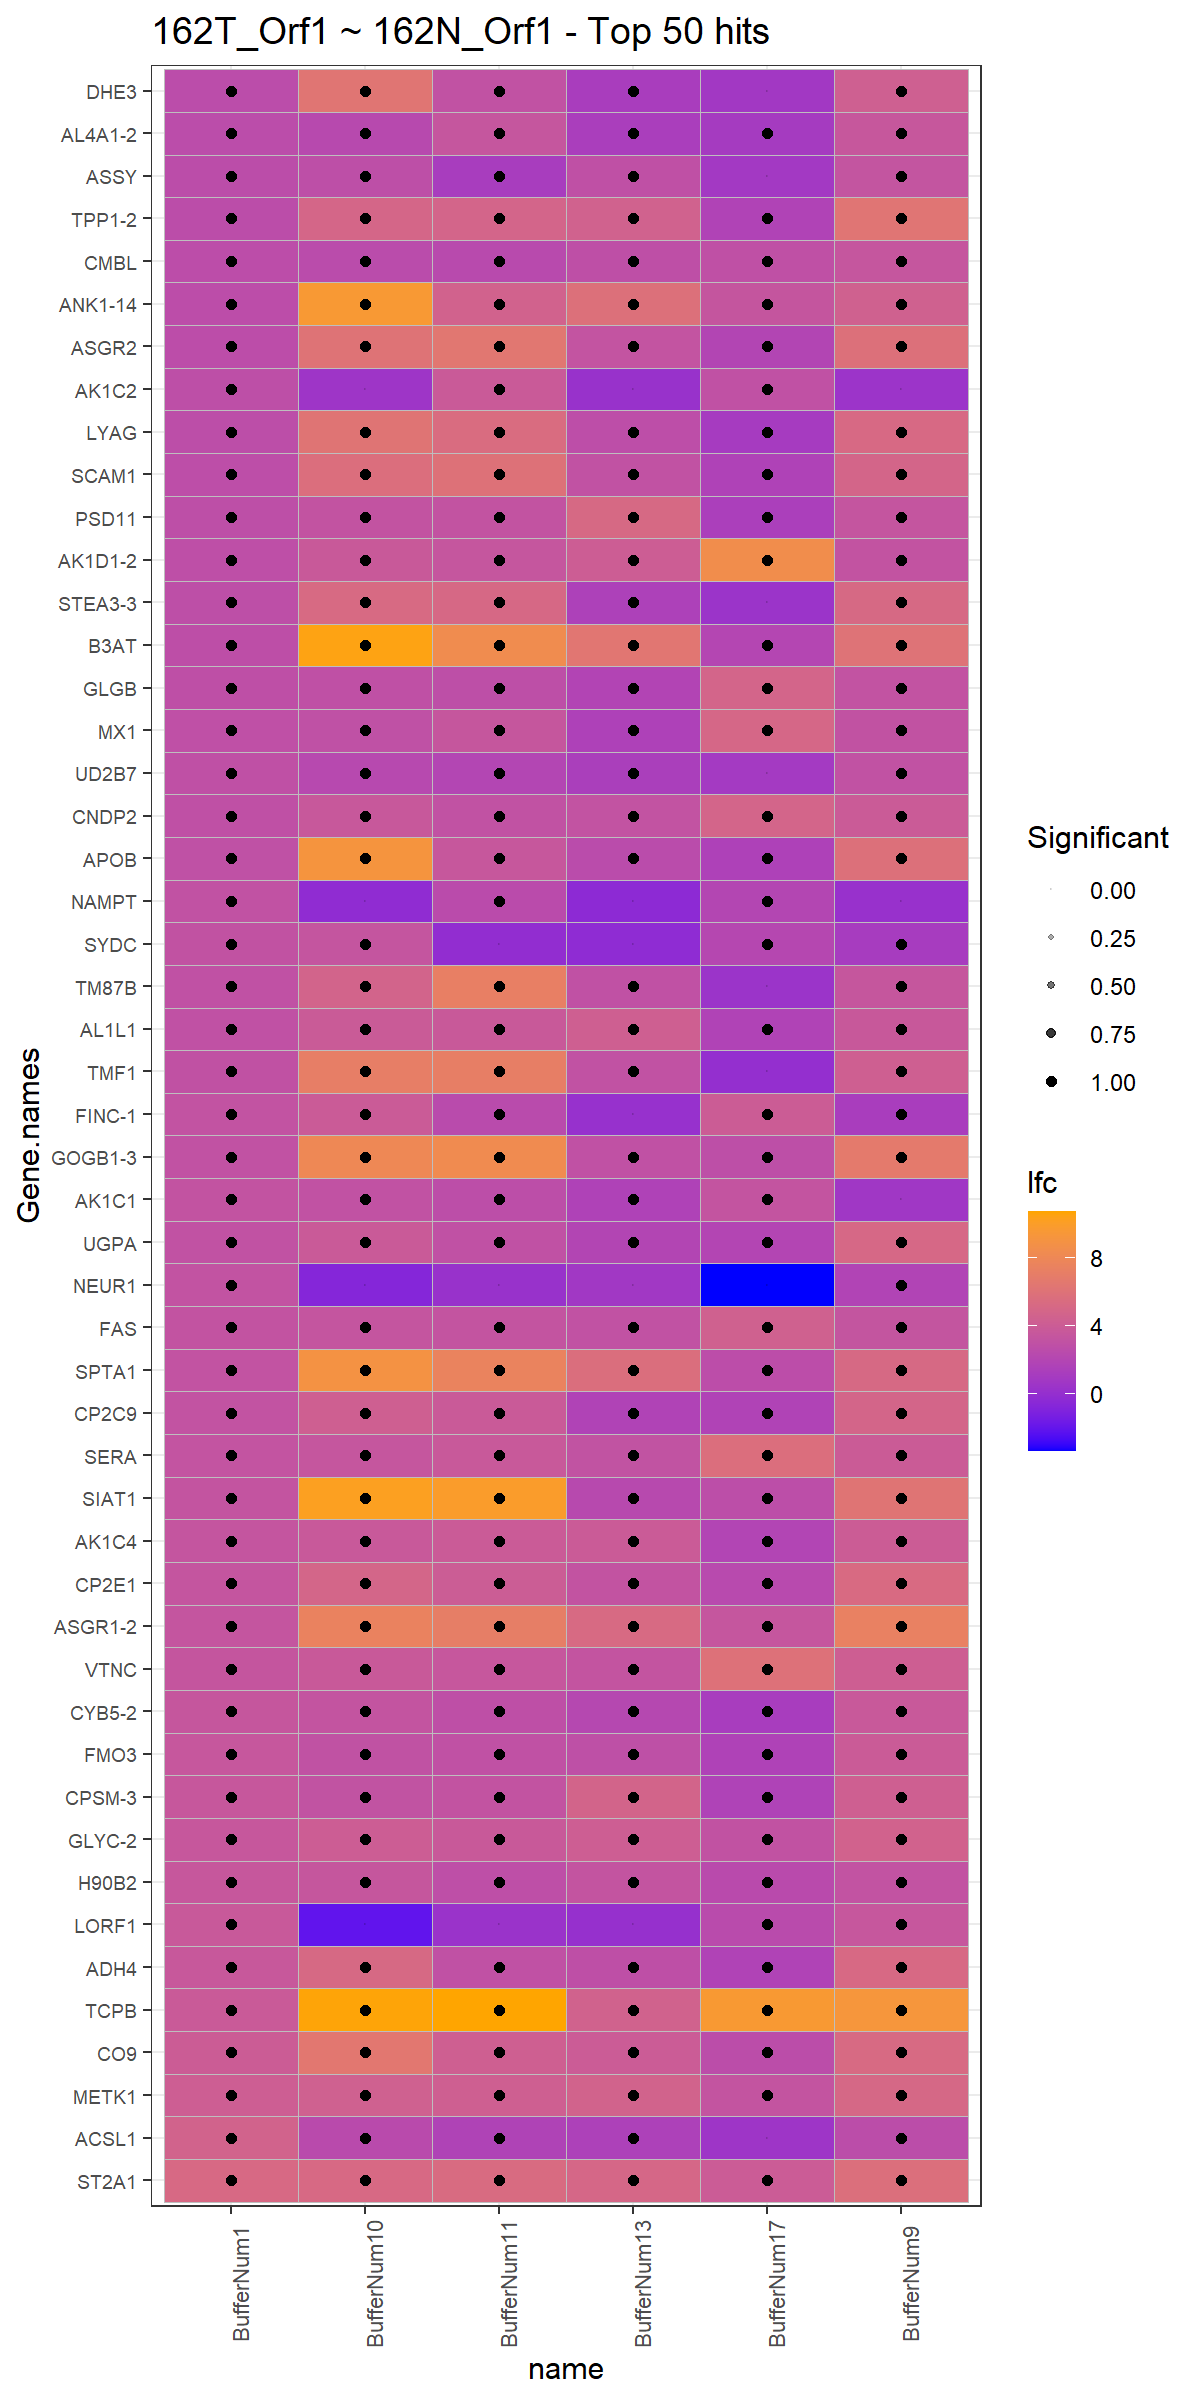 162T_Orf1 ~ 162N_Orf1 - Top 50 hits
Gene.names
DHE3
AL4A1-2
ASSY
TPP1-2
CMBL
ANK1-14
ASGR2
AK1C2
LYAG
SCAM1
PSD11
AK1D1-2
STEA3-3
B3AT
GLGB
MX1
UD2B7
CNDP2
APOB
NAMPT
SYDC
TM87B
AL1L1
TMF1
FINC-1
GOGB1-3
AK1C1
UGPA
NEUR1
FAS
SPTA1
CP2C9
SERA
SIAT1
AK1C4
CP2E1
ASGR1-2
VTNC
CYB5-2
FMO3
CPSM-3
GLYC-2
H90B2
LORF1
ADH4
TCPB
CO9
METK1
ACSL1
ST2A1
BufferNum1
BufferNum10
BufferNum11
BufferNum13
BufferNum17
BufferNum9
name
Significant
0.00
0.25
0.50
0.75
1.00
lfc
8
4
0